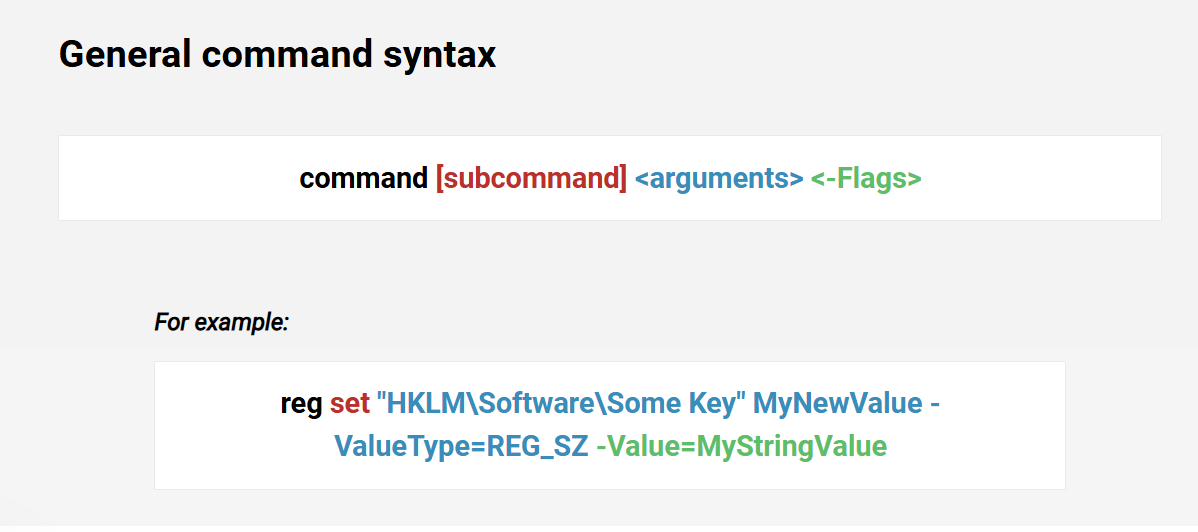 General command syntax
command [subcommand] <arguments> <-Flags>
For example:
reg set "HKLM\Software\Some Key" MyNewValue -
ValueType=REG_SZ -Value=MyStringValue